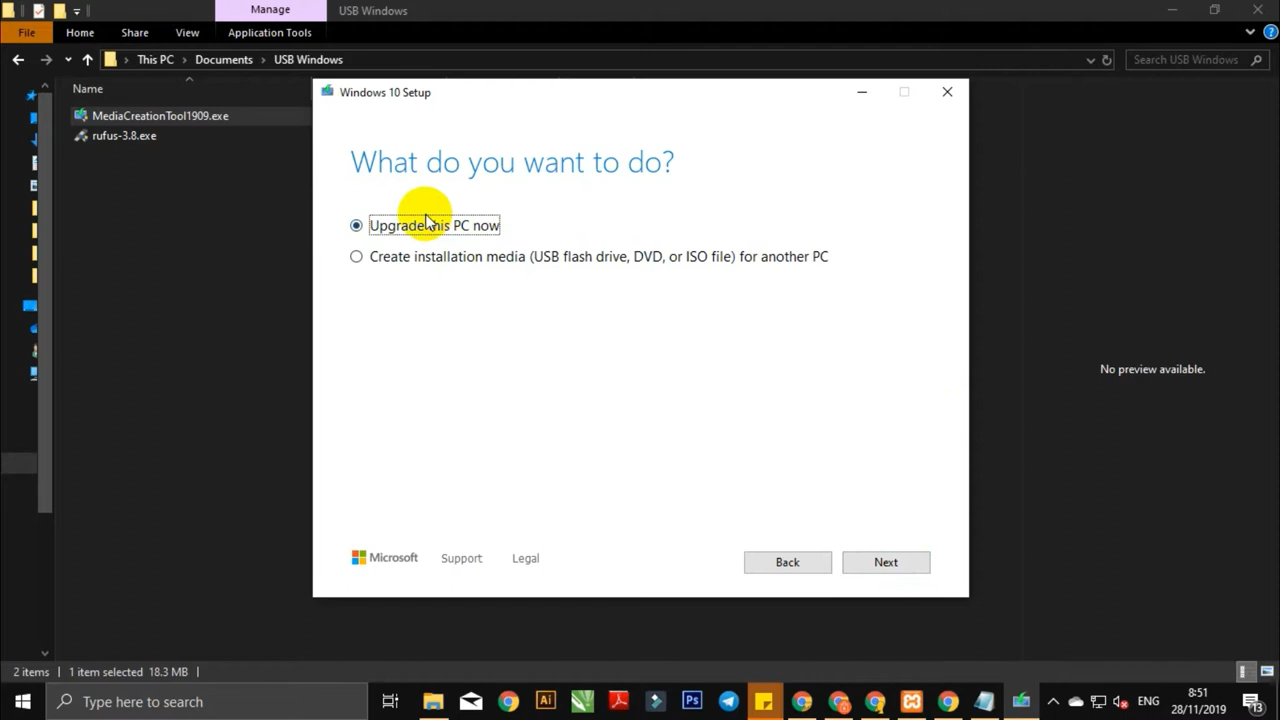 Manage
USB Windows
File
Home
Share
View
Application Tools
This PC
Documents
USB Windows
Search USB Windows
Name
MediaCreationTool1909.exe
rufus-3.8.exe
Windows 10 Setup
What do you want to do?
Upgrade this PC now
Create installation media (USB flash drive, DVD, or ISO file) for another PC
No preview available.
Microsoft
Support
Legal
Back
Next
2 items
1 item selected 18.3 MB
Type here to search
Ai
Ps
ENG
8:51
28/11/2019
13